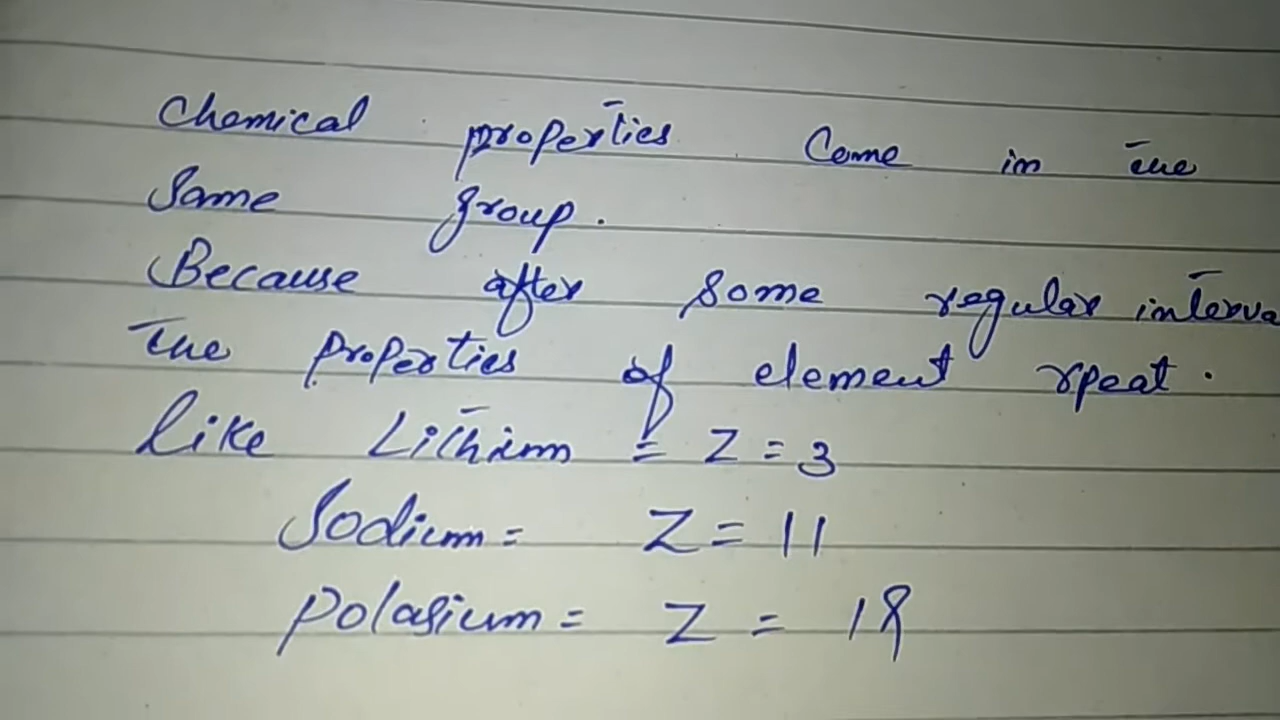 Chemical properties Come in the
Same group.
Because after some regular interva
The properties of element rpeat.
Like Lithium = Z = 3
Sodium = Z = 11
Polasium = Z =